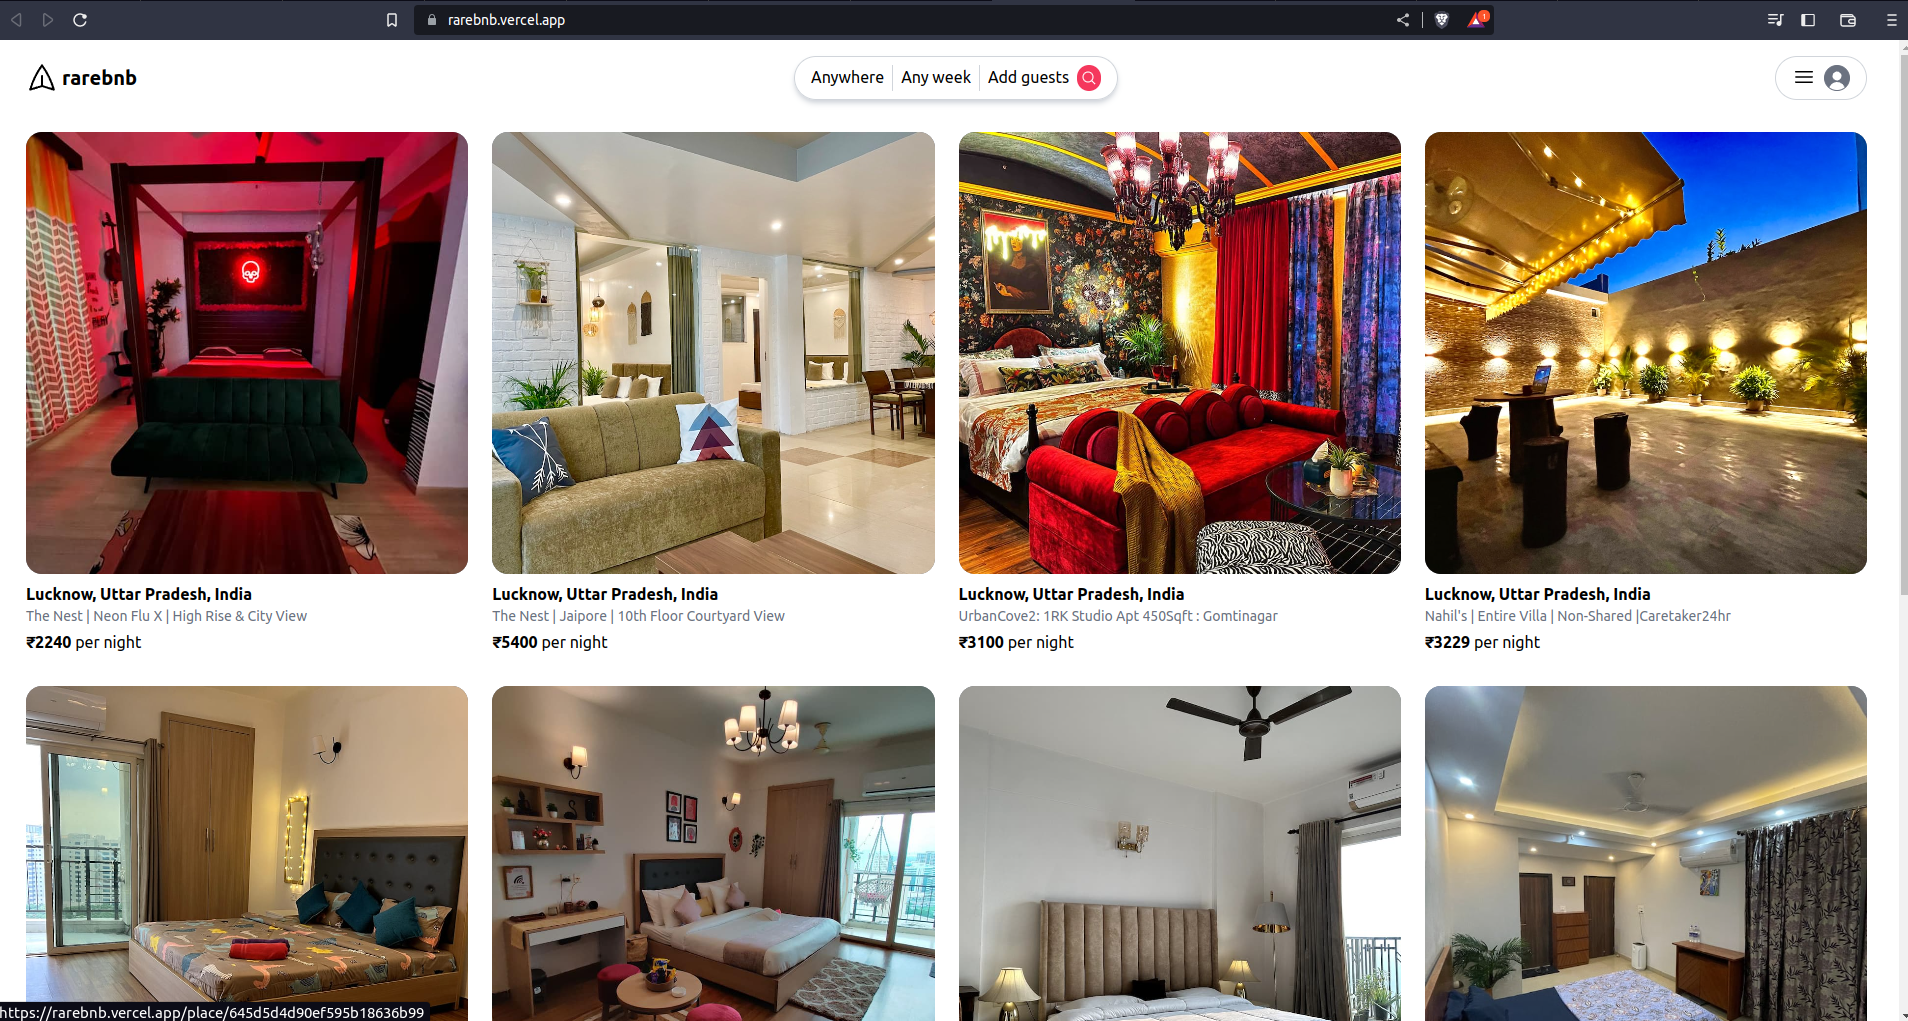 rarebnb.vercel.app
1
rarebnb
Anywhere
Any week
Add guests
Lucknow, Uttar Pradesh, India
The Nest | Neon Flu X | High Rise & City View
₹2240 per night
Lucknow, Uttar Pradesh, India
The Nest | Jaipore | 10th Floor Courtyard View
₹5400 per night
Lucknow, Uttar Pradesh, India
UrbanCove2: 1RK Studio Apt 450Sqft : Gomtinagar
₹3100 per night
Lucknow, Uttar Pradesh, India
Nahil's | Entire Villa | Non-Shared |Caretaker24hr
₹3229 per night
https://rarebnb.vercel.app/place/645d5d4d90ef595b18636b99